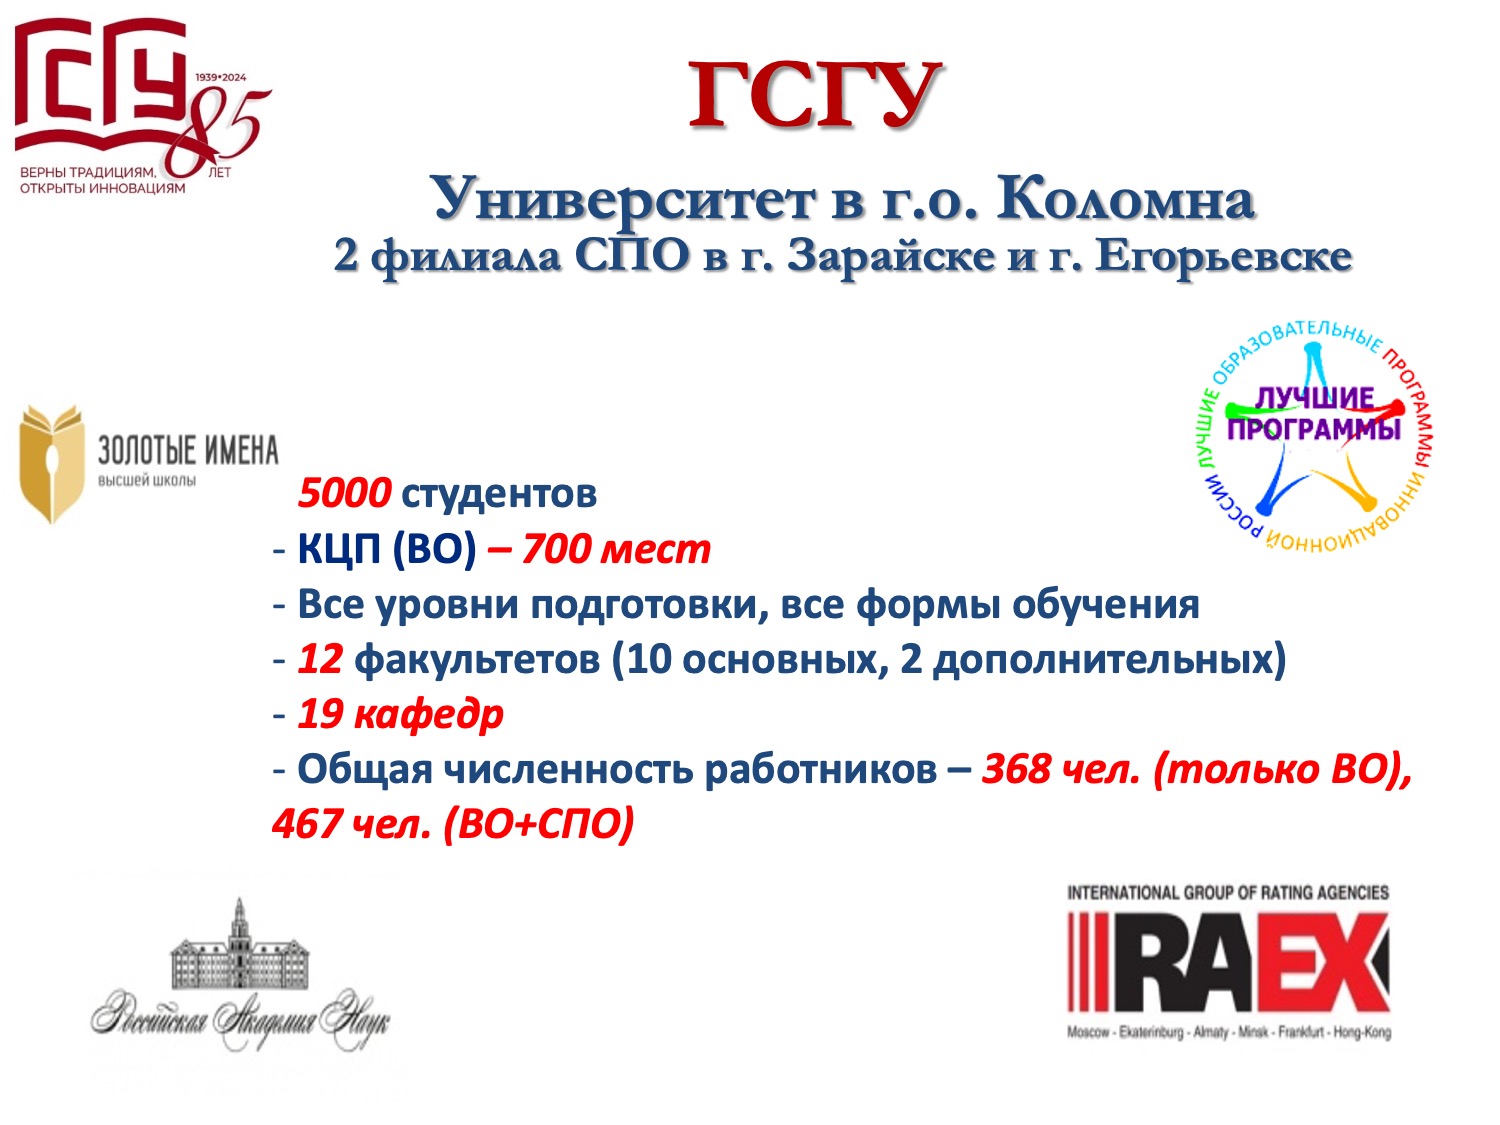 ГСГУ
1939•2024
85
ЛЕТ
ВЕРНЫ ТРАДИЦИЯМ,
ОТКРЫТЫ ИННОВАЦИЯМ
ГСГУ
Университет в г.о. Коломна
2 филиала СПО в г. Зарайске и г. Егорьевске
ЛУЧШИЕ ОБРАЗОВАТЕЛЬНЫЕ ПРОГРАММЫ ИННОВАЦИОННОЙ РОССИИ
ЛУЧШИЕ
ПРОГРАММЫ
ЗОЛОТЫЕ ИМЕНА
ВЫСШЕЙ ШКОЛЫ
5000 студентов
- КЦП (ВО) – 700 мест
- Все уровни подготовки, все формы обучения
- 12 факультетов (10 основных, 2 дополнительных)
- 19 кафедр
- Общая численность работников – 368 чел. (только ВО),
467 чел. (ВО+СПО)
Российская Академия Наук
INTERNATIONAL GROUP OF RATING AGENCIES
RAEX
Moscow - Ekaterinburg - Almaty - Minsk - Frankfurt - Hong-Kong